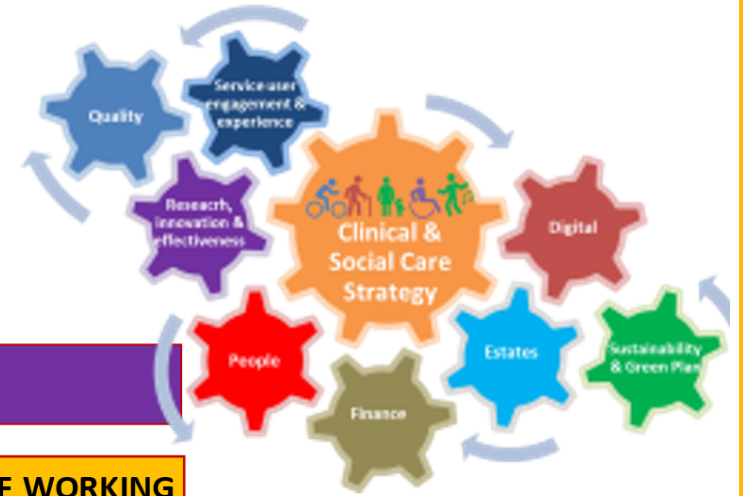 Service user
engagement &
experience
Quality
Reseacrh,
innovation &
effectiveness
Clinical &
Social Care
Strategy
Digital
People
Estates
Sustainability
& Green Plan
Finance
WORKING